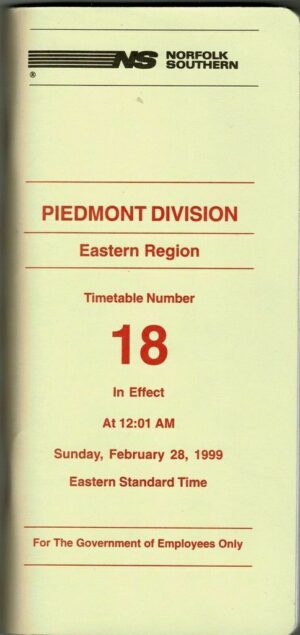 NS NORFOLK
SOUTHERN
®
PIEDMONT DIVISION
Eastern Region
Timetable Number
18
In Effect
At 12:01 AM
Sunday, February 28, 1999
Eastern Standard Time
For The Government of Employees Only